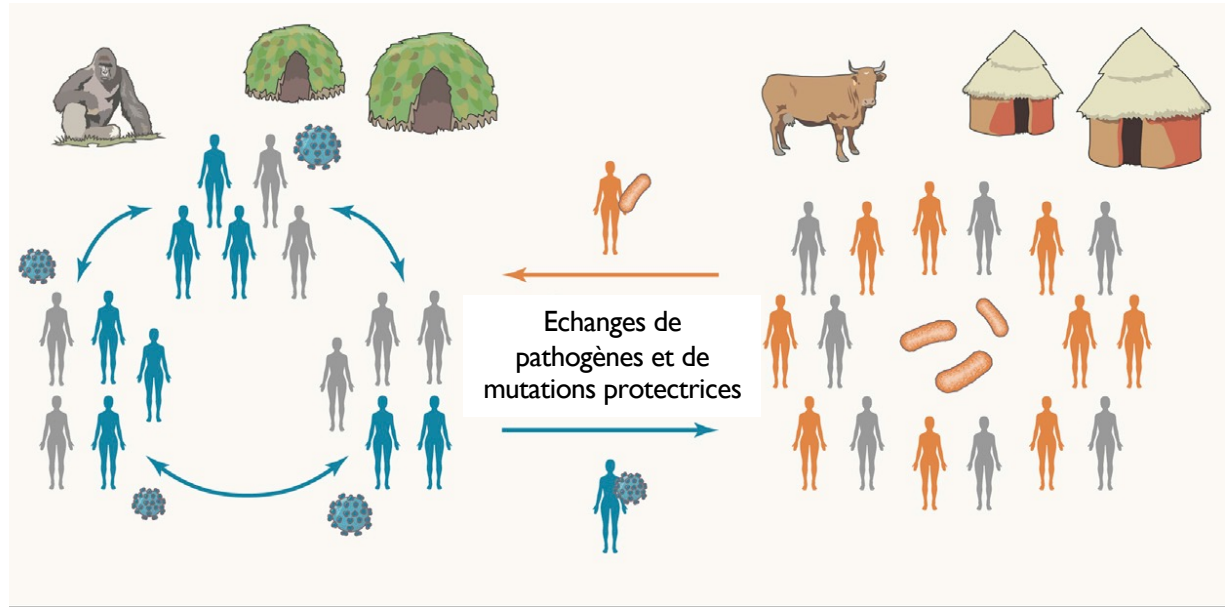 Echanges de
pathogènes et de
mutations protectrices